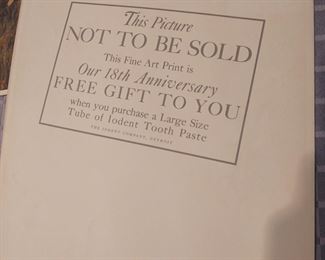 This Picture
NOT TO BE SOLD
This Fine Art Print is
Our 18th Anniversary
FREE GIFT TO YOU
when you purchase a Large Size
Tube of Iodent Tooth Paste
THE IODENT COMPANY, DETROIT